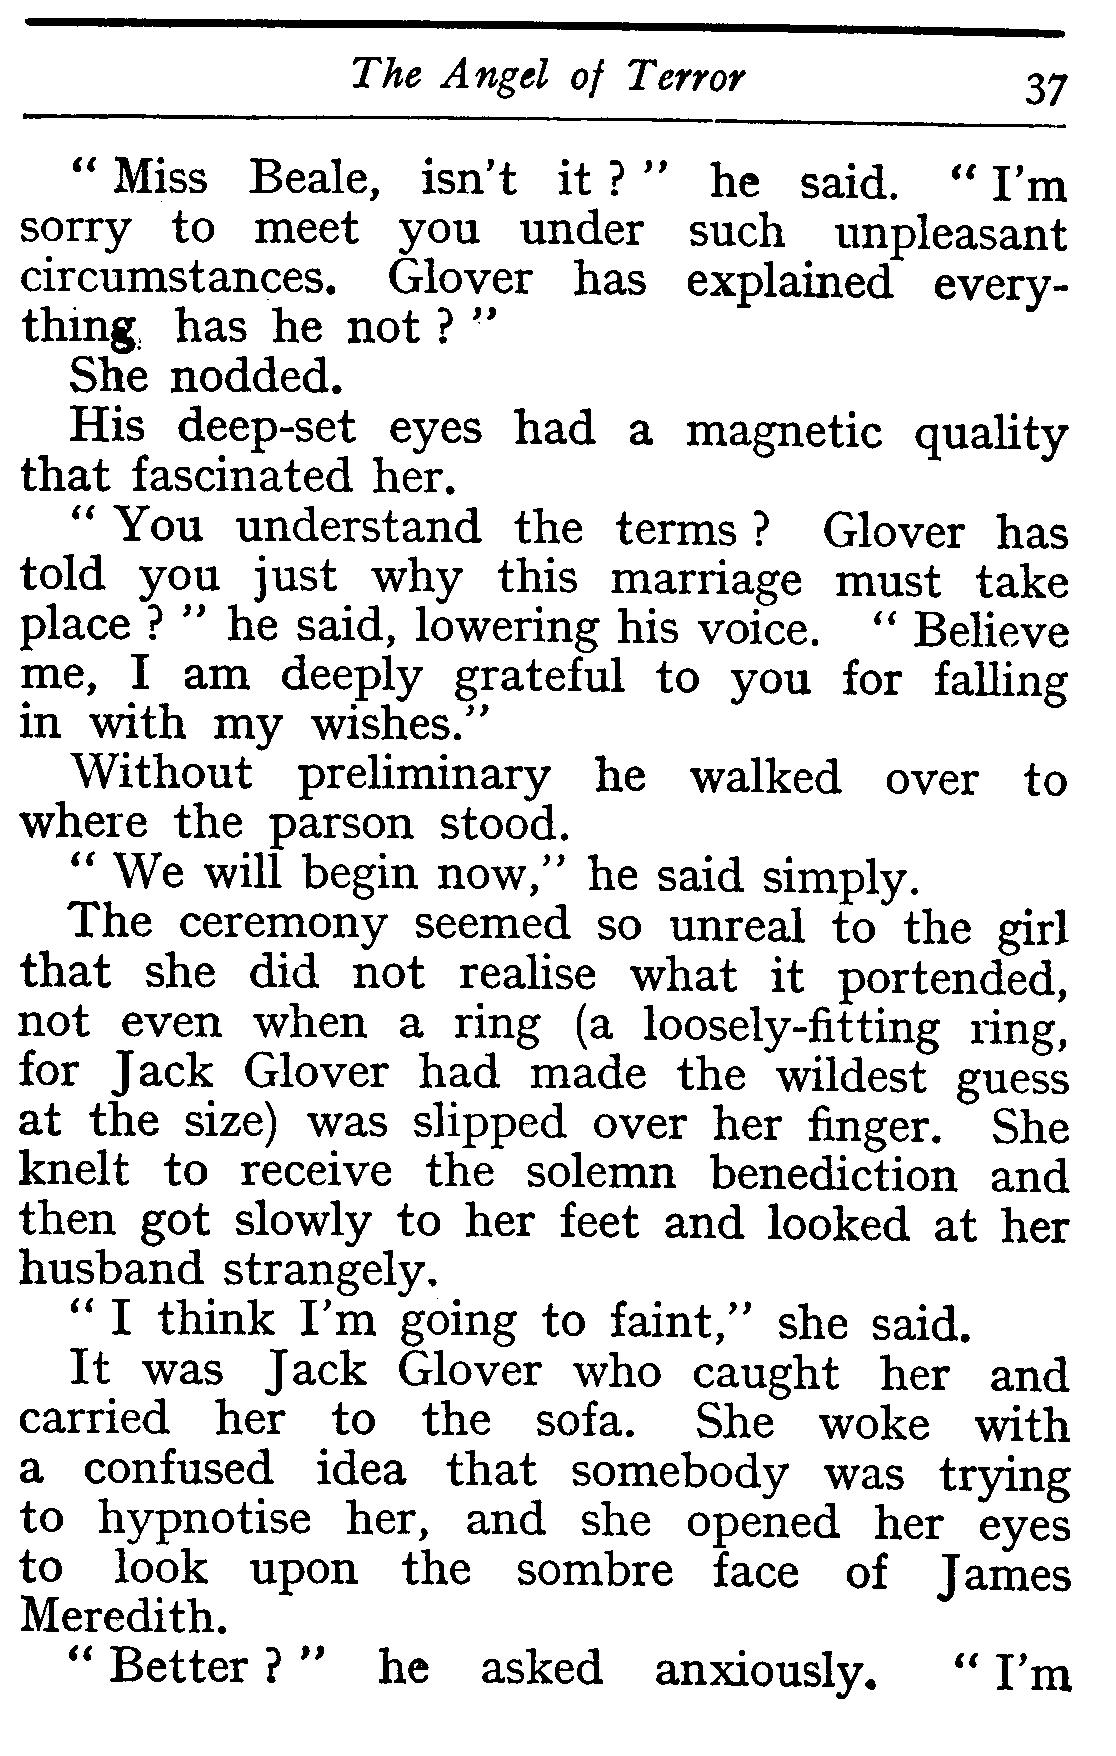 The Angel of Terror 37
“ Miss Beale, isn't it ? ” he said. “ I'm
sorry to meet you under such unpleasant
circumstances. Glover has explained every-
thing, has he not ? ”
She nodded.
His deep-set eyes had a magnetic quality
that fascinated her.
“ You understand the terms ? Glover has
told you just why this marriage must take
place ? ” he said, lowering his voice. “ Believe
me, I am deeply grateful to you for falling
in with my wishes.”
Without preliminary he walked over to
where the parson stood.
“ We will begin now,” he said simply.
The ceremony seemed so unreal to the girl
that she did not realise what it portended,
not even when a ring (a loosely-fitting ring,
for Jack Glover had made the wildest guess
at the size) was slipped over her finger. She
knelt to receive the solemn benediction and
then got slowly to her feet and looked at her
husband strangely.
“ I think I'm going to faint,” she said.
It was Jack Glover who caught her and
carried her to the sofa. She woke with
a confused idea that somebody was trying
to hypnotise her, and she opened her eyes
to look upon the sombre face of James
Meredith.
“ Better ? ” he asked anxiously. “ I'm